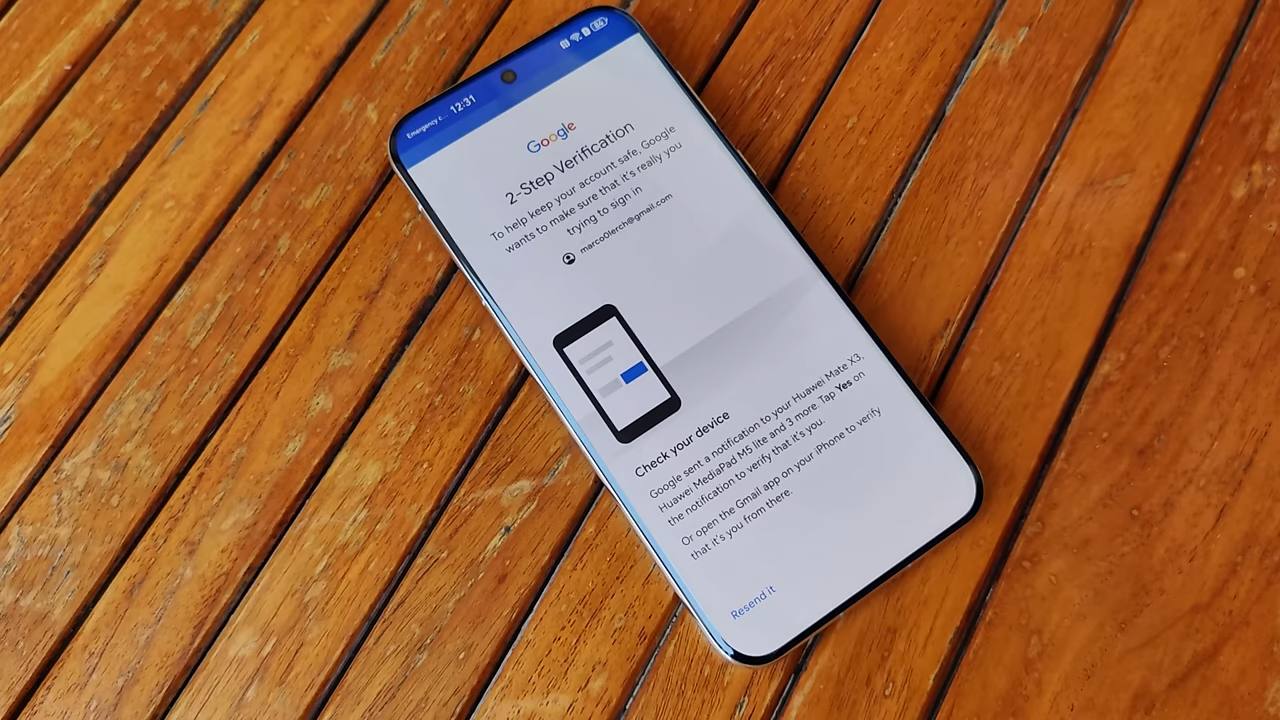 Emergency c... 12:31 86
Google
2-Step Verification
To help keep your account safe, Google
wants to make sure that it's really you
trying to sign in
marco0lerch@gmail.com
Check your device
Google sent a notification to your Huawei Mate X3,
Huawei MediaPad M5 lite and 3 more. Tap Yes on
the notification to verify that it's you.
Or open the Gmail app on your iPhone to verify
that it's you from there.
Resend it